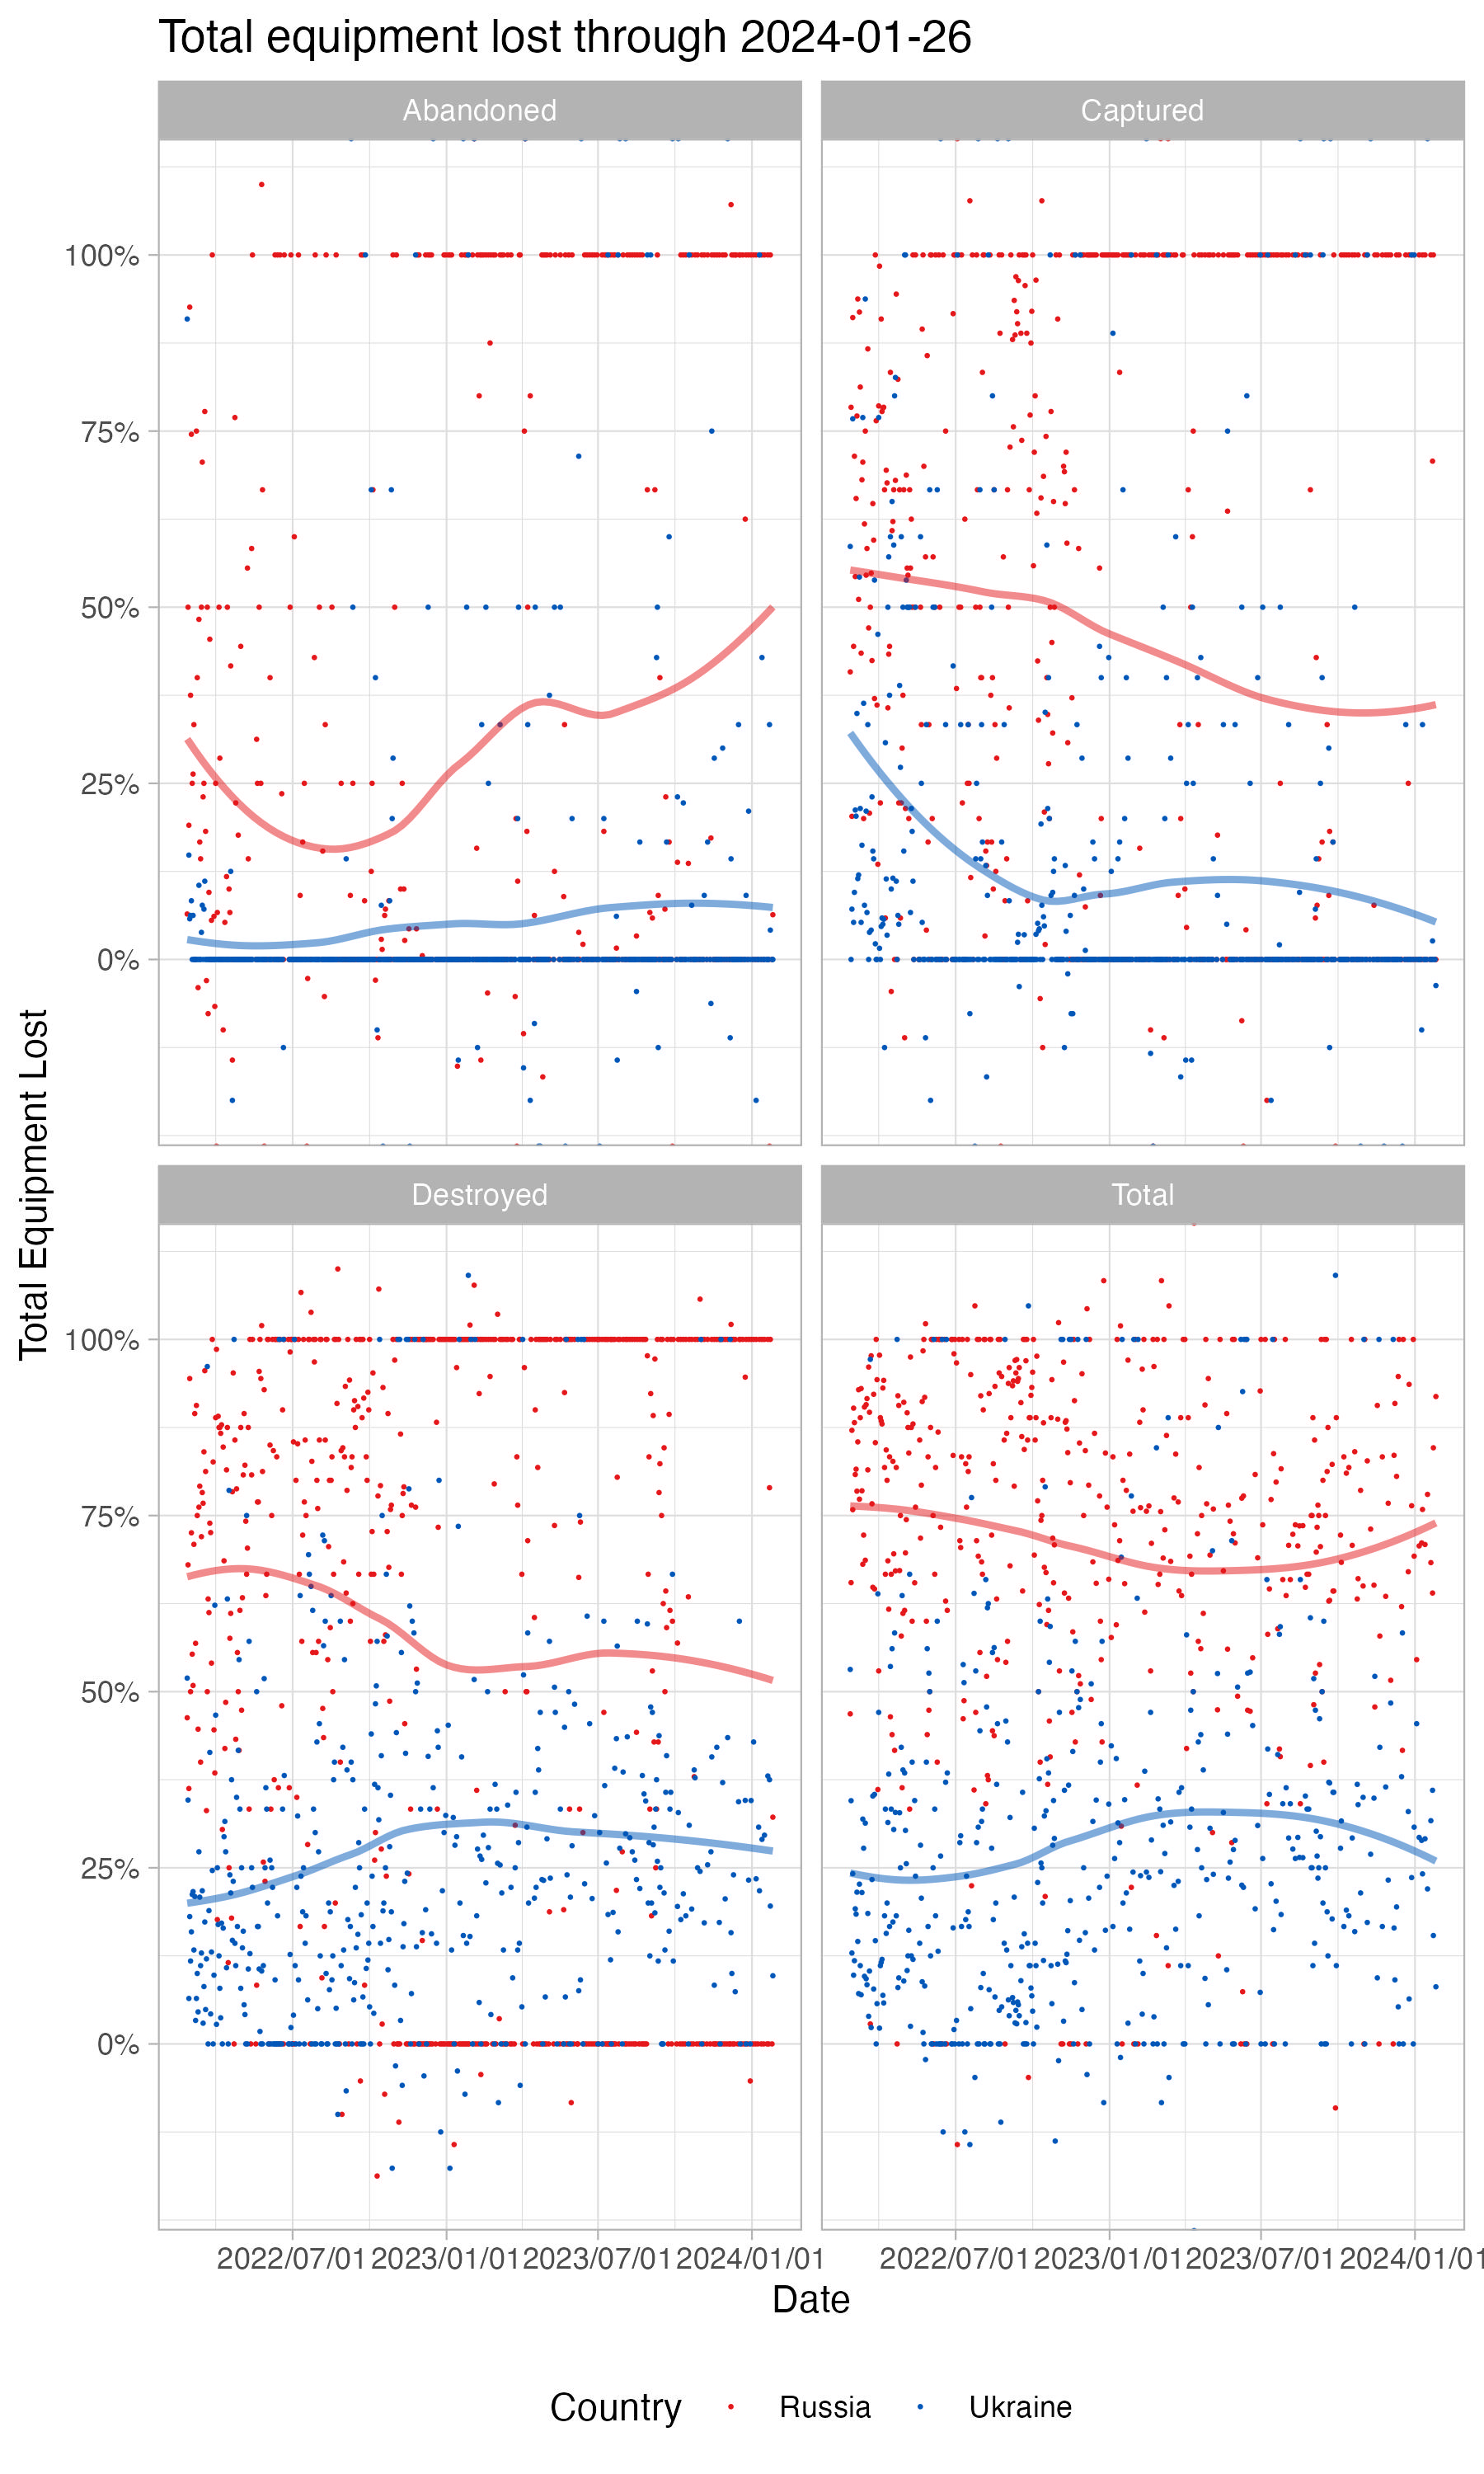 Total equipment lost through 2024-01-26
Abandoned
Captured
100%
75%
50%
25%
0%
Destroyed
Total
100%
75%
50%
25%
0%
Total Equipment Lost
2022/07/01 2023/01/01 2023/07/01 2024/01/01
2022/07/01 2023/01/01 2023/07/01 2024/01/01
Date
Country Russia Ukraine